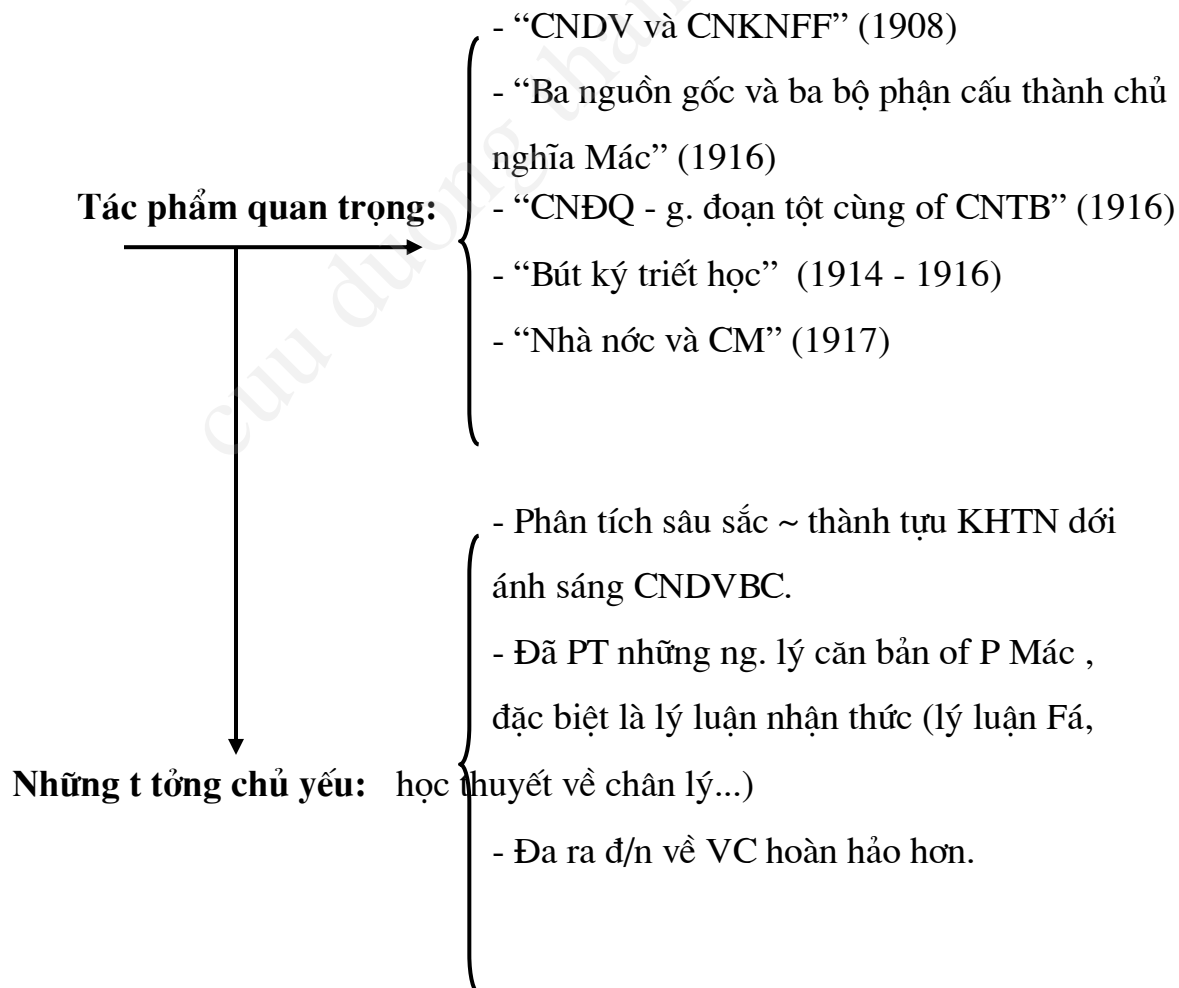 - “CNDV và CNKNFF” (1908)
- “Ba nguồn gốc và ba bộ phận cấu thành chủ
nghĩa Mác” (1916)
Tác phẩm quan trọng:
- “CNĐQ - g. đoạn tột cùng of CNTB” (1916)
- “Bút ký triết học” (1914 - 1916)
- “Nhà nớc và CM” (1917)
- Phân tích sâu sắc ~ thành tựu KHTN dới
ánh sáng CNDVBC.
- Đã PT những ng. lý căn bản of P Mác ,
đặc biệt là lý luận nhận thức (lý luận Fá,
Những t tởng chủ yếu: học thuyết về chân lý...)
- Đa ra đ/n về VC hoàn hảo hơn.
cuu duong than